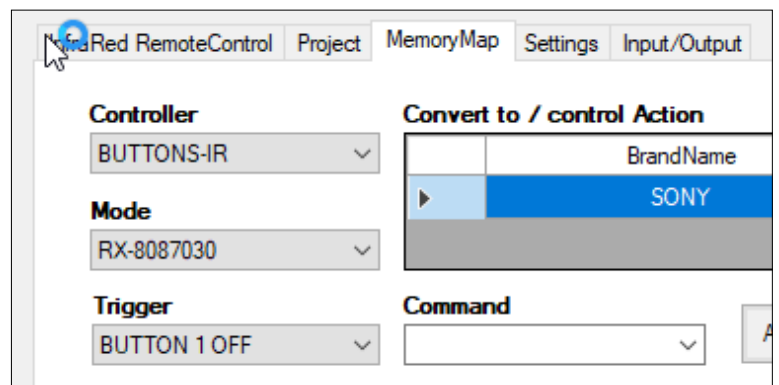 InfraRed RemoteControl Project MemoryMap Settings Input/Output
Controller
BUTTONS-IR
Mode
RX-8087030
Trigger
BUTTON 1 OFF
Convert to / control Action
BrandName
SONY
Command
A